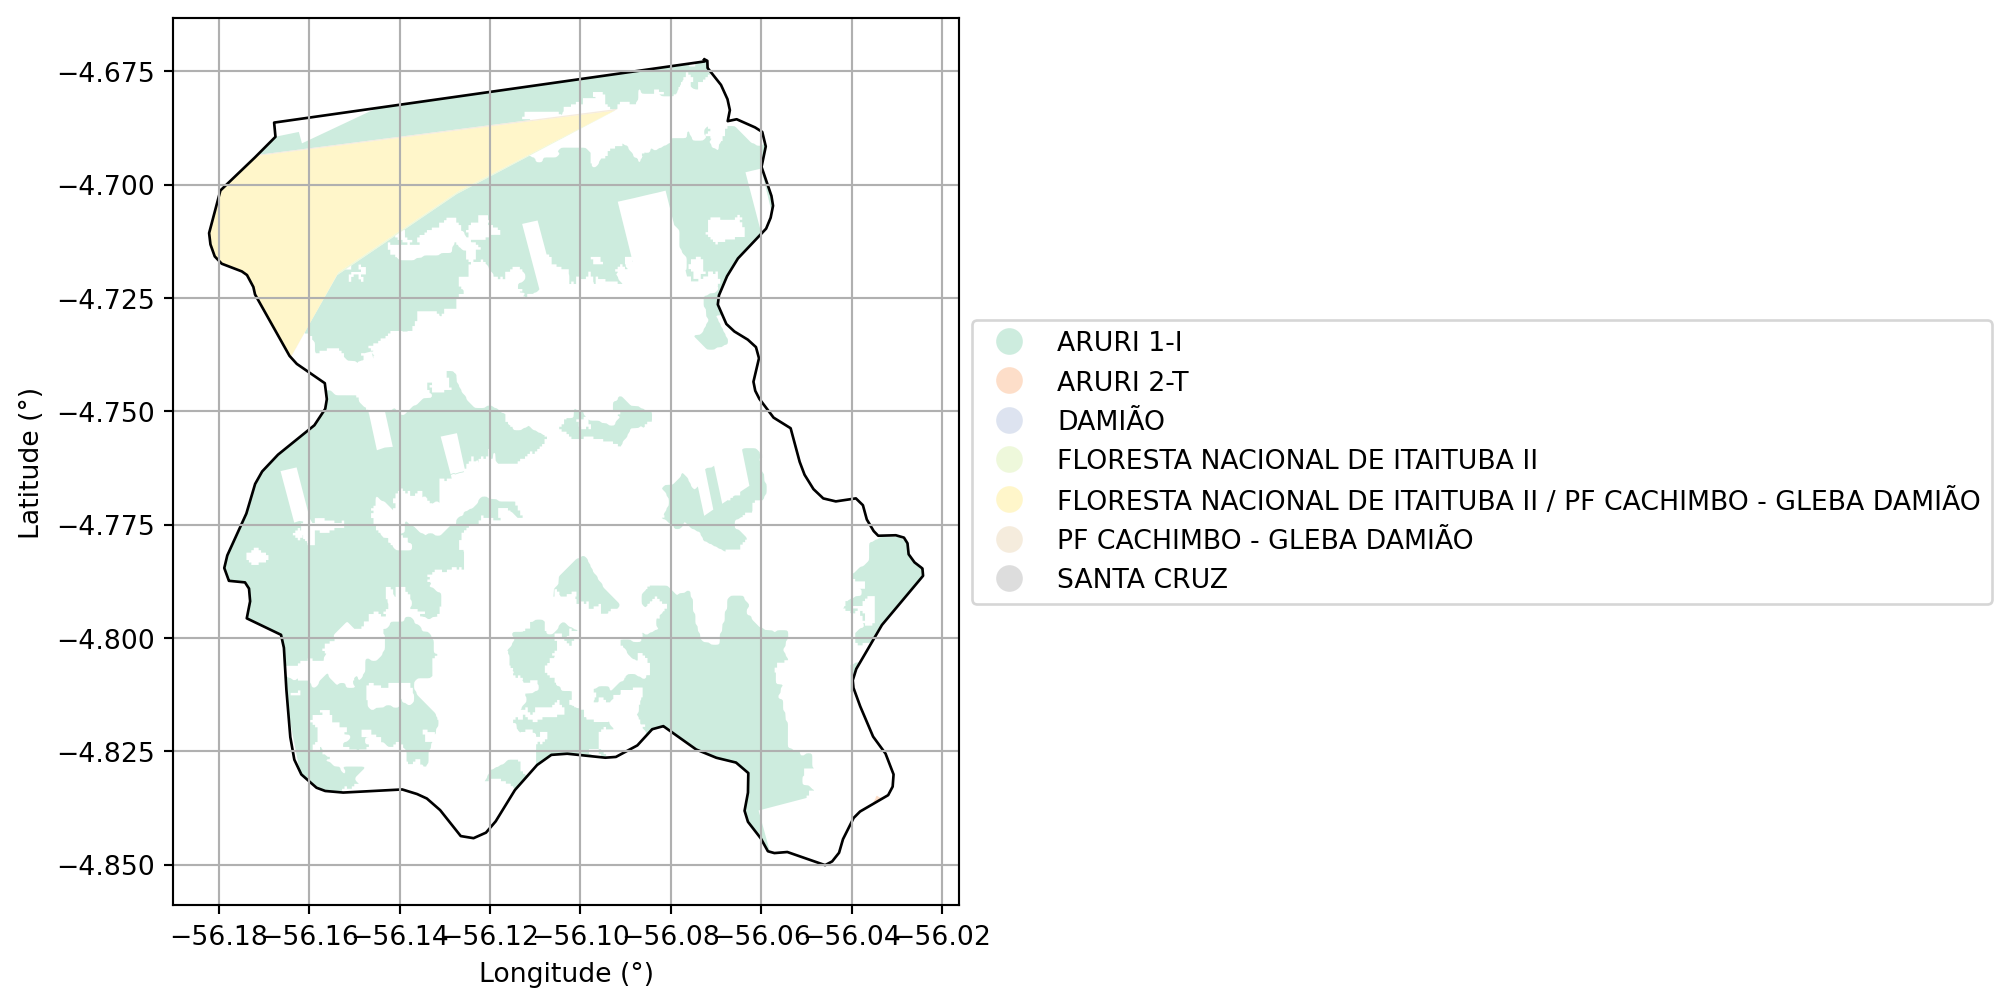 −4.675
−4.700
−4.725
−4.750
−4.775
−4.800
−4.825
−4.850
Latitude (°)
−56.18 −56.16 −56.14 −56.12 −56.10 −56.08 −56.06 −56.04 −56.02
Longitude (°)
ARURI 1-I
ARURI 2-T
DAMIÃO
FLORESTA NACIONAL DE ITAITUBA II
FLORESTA NACIONAL DE ITAITUBA II / PF CACHIMBO - GLEBA DAMIÃO
PF CACHIMBO - GLEBA DAMIÃO
SANTA CRUZ